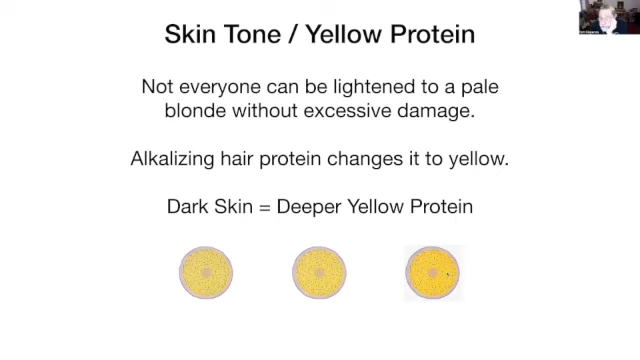 Skin Tone / Yellow Protein
Not everyone can be lightened to a pale
blonde without excessive damage.
Alkalizing hair protein changes it to yellow.
Dark Skin = Deeper Yellow Protein